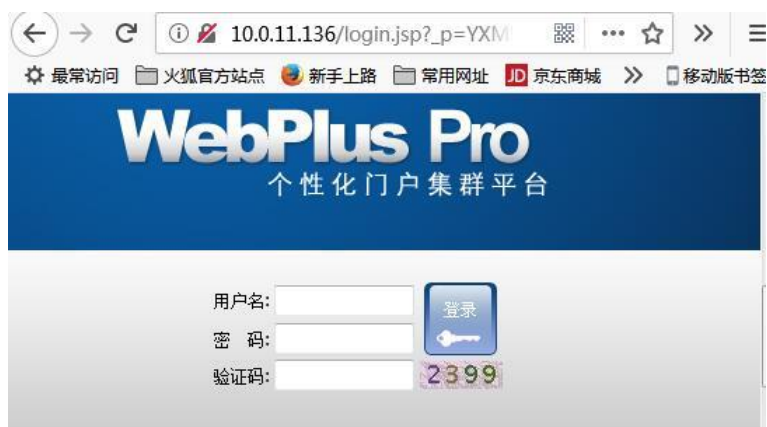 10.0.11.136/login.jsp?_p=YXM
最常访问 火狐官方站点 新手上路 常用网址 JD 京东商城 移动版书签
WebPlus Pro
个性化门户集群平台
用户名:
登录
密 码:
验证码: 2399